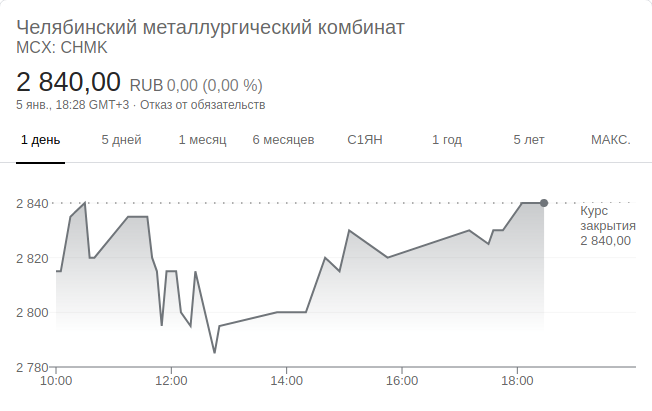 Челябинский металлургический комбинат
MCX: CHMK
2 840,00 RUB 0,00 (0,00 %)
5 янв., 18:28 GMT+3 · Отказ от обязательств
1 день 5 дней 1 месяц 6 месяцев С1ЯН 1 год 5 лет МАКС.
2 840
Курс
закрытия
2 840,00
2 820
2 800
2 780
10:00 12:00 14:00 16:00 18:00